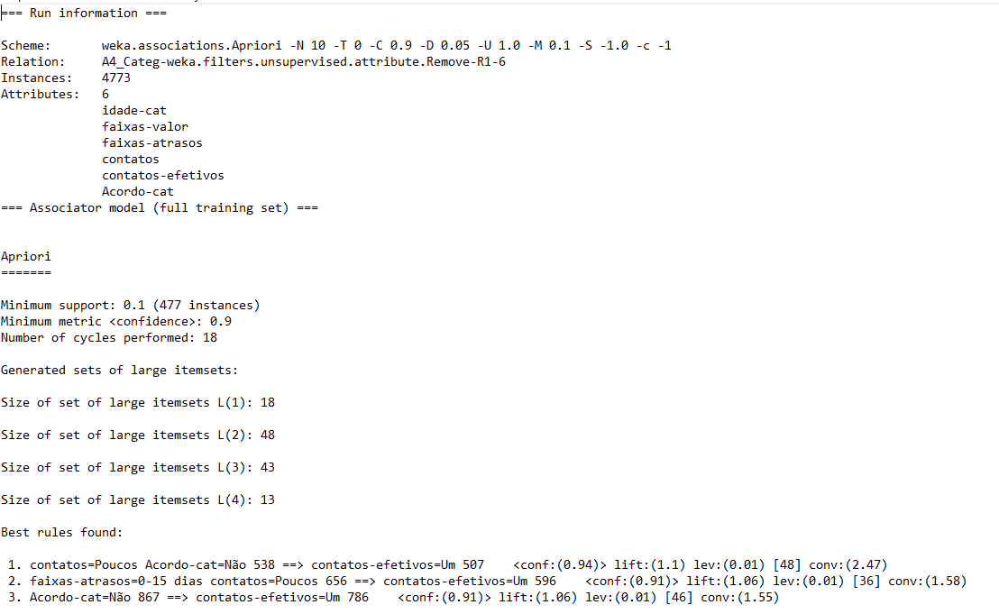 === Run information ===
Scheme: weka.associations.Apriori -N 10 -T 0 -C 0.9 -D 0.05 -U 1.0 -M 0.1 -S -1.0 -c -1
Relation: A4_Categ-weka.filters.unsupervised.attribute.Remove-R1-6
Instances: 4773
Attributes: 6
idade-cat
faixas-valor
faixas-atrasos
contatos
contatos-efetivos
Acordo-cat
=== Associator model (full training set) ===
Apriori
=======
Minimum support: 0.1 (477 instances)
Minimum metric <confidence>: 0.9
Number of cycles performed: 18
Generated sets of large itemsets:
Size of set of large itemsets L(1): 18
Size of set of large itemsets L(2): 48
Size of set of large itemsets L(3): 43
Size of set of large itemsets L(4): 13
Best rules found:
1. contatos=Poucos Acordo-cat=Não 538 ==> contatos-efetivos=Um 507 <conf:(0.94)> lift:(1.1) lev:(0.01) [48] conv:(2.47)
2. faixas-atrasos=0-15 dias contatos=Poucos 656 ==> contatos-efetivos=Um 596 <conf:(0.91)> lift:(1.06) lev:(0.01) [36] conv:(1.58)
3. Acordo-cat=Não 867 ==> contatos-efetivos=Um 786 <conf:(0.91)> lift:(1.06) lev:(0.01) [46] conv:(1.55)